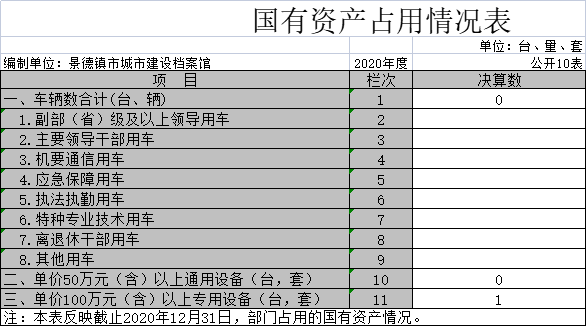 国有资产占用情况表
单位：台、量、套
编制单位：景德镇市城市建设档案馆 2020年度 公开10表
项 目 栏次 决算数
一、车辆数合计(台、辆) 1 0
1.副部（省）级及以上领导用车 2
2.主要领导干部用车 3
3.机要通信用车 4
4.应急保障用车 5
5.执法执勤用车 6
6.特种专业技术用车 7
7.离退休干部用车 8
8.其他用车 9
二、单价50万元（含）以上通用设备（台，套） 10 0
三、单价100万元（含）以上专用设备（台，套） 11 1
注：本表反映截止2020年12月31日，部门占用的国有资产情况。